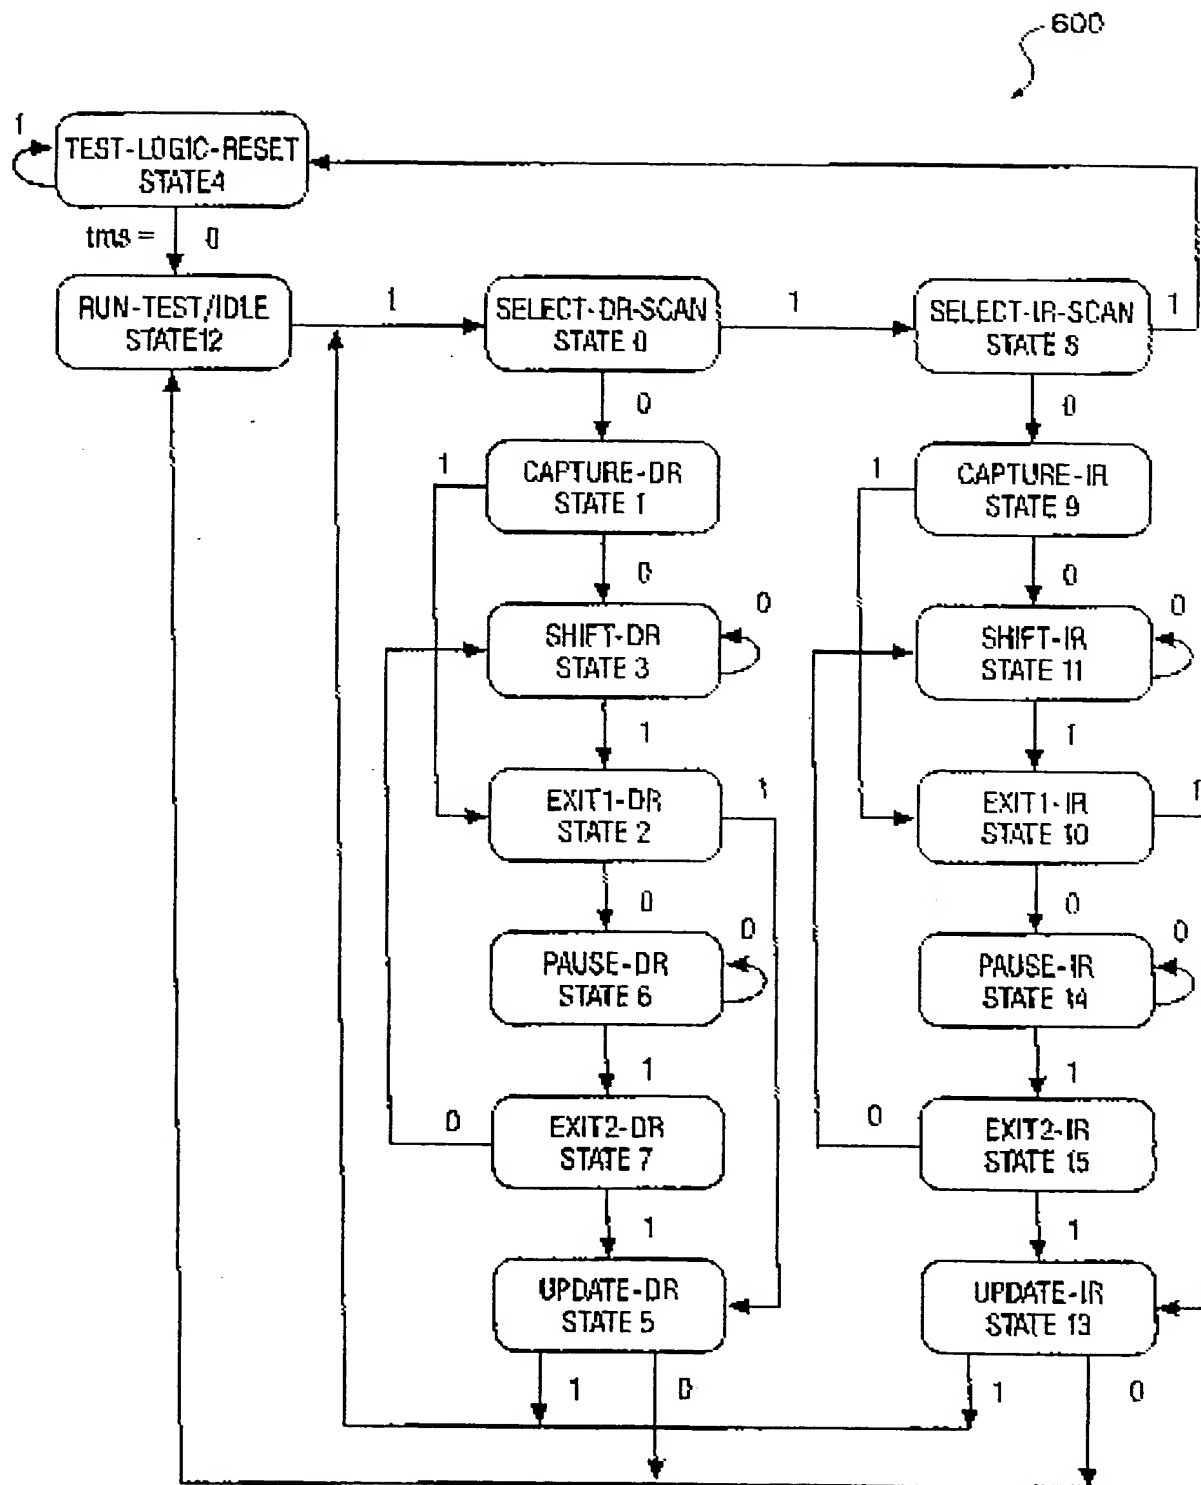 600
1
TEST-LOGIC-RESET
STATE4
tms = 0
RUN-TEST/IDLE
STATE12
1
SELECT-DR-SCAN
STATE 0
1
SELECT-IR-SCAN
STATE 8
1
0
0
1
CAPTURE-DR
STATE 1
1
CAPTURE-IR
STATE 9
0
0
SHIFT-DR
STATE 3
0
SHIFT-IR
STATE 11
0
1
1
EXIT1-DR
STATE 2
1
EXIT1-IR
STATE 10
1
0
0
PAUSE-DR
STATE 6
0
PAUSE-IR
STATE 14
0
1
1
0
EXIT2-DR
STATE 7
0
EXIT2-IR
STATE 15
1
1
UPDATE-DR
STATE 5
UPDATE-IR
STATE 13
1
0
1
0